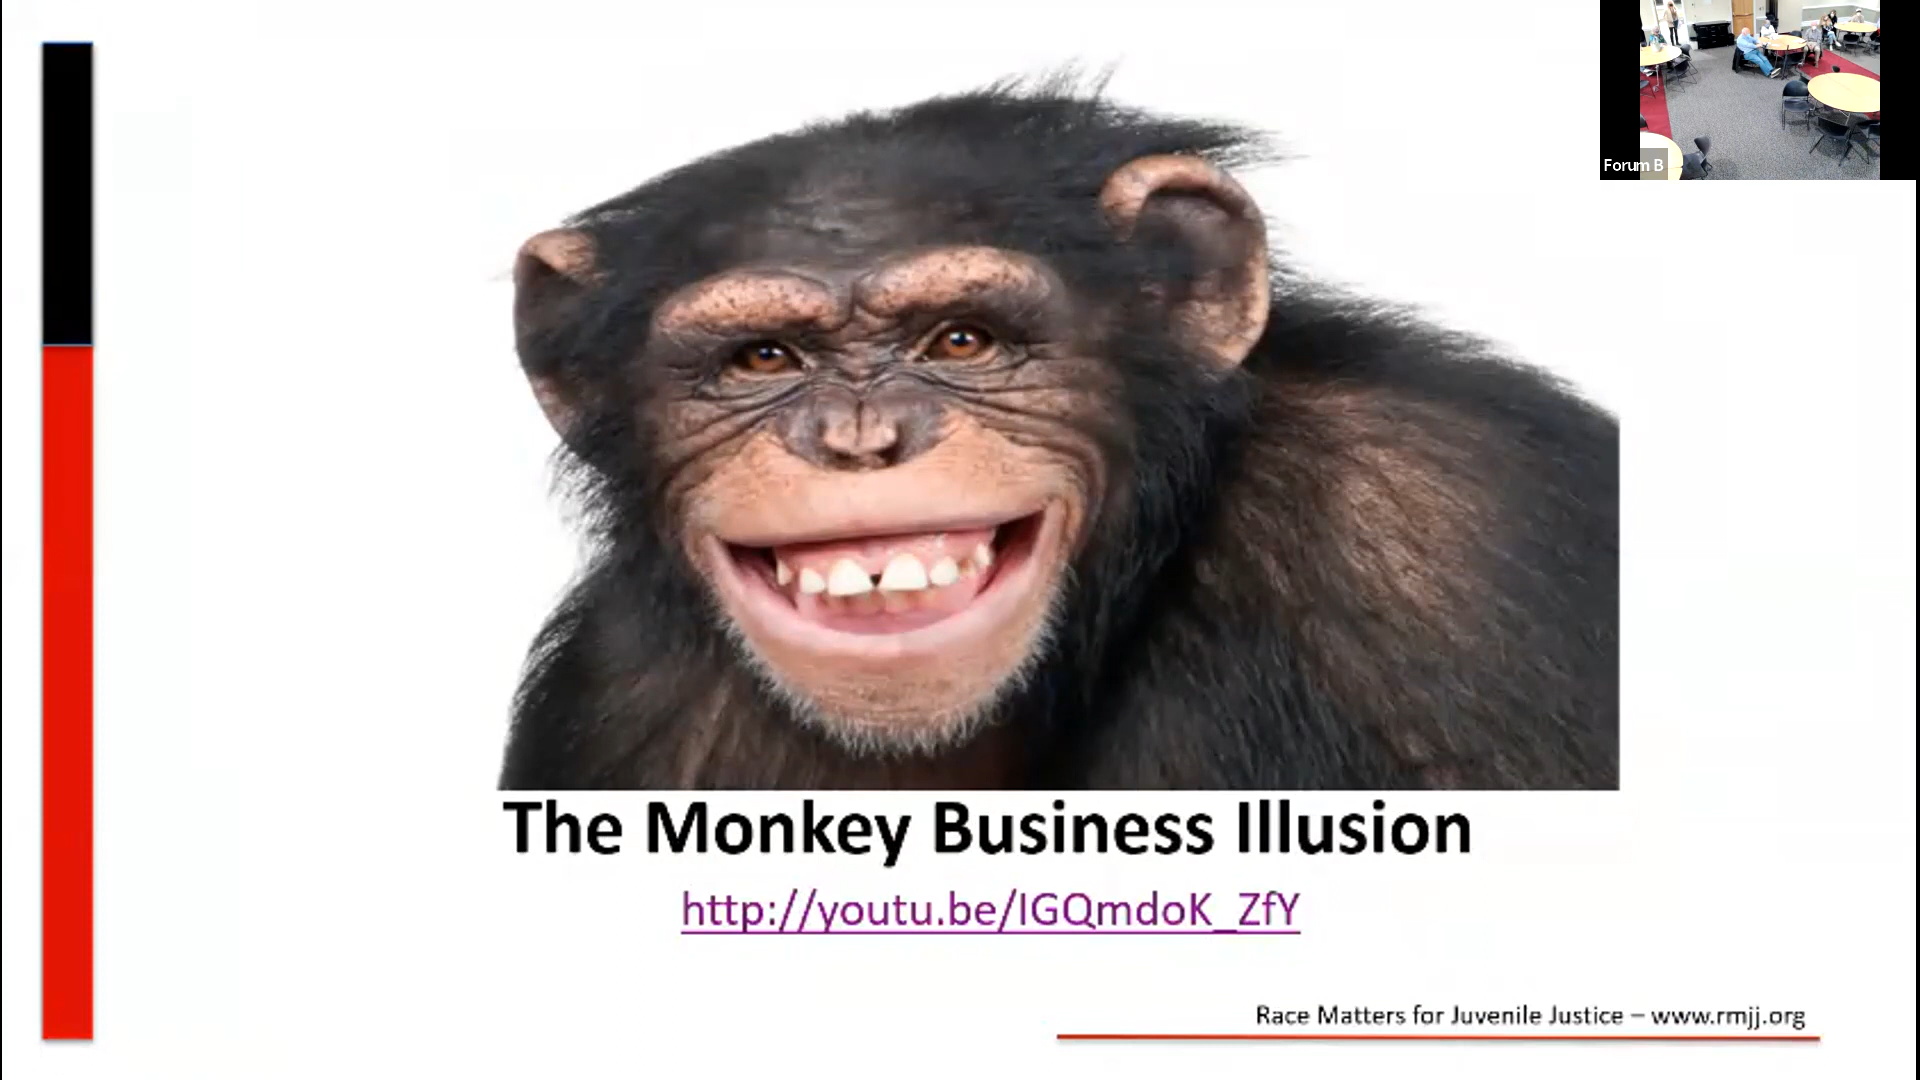 Forum B
The Monkey Business Illusion
http://youtu.be/IGQmdoK_ZfY
Race Matters for Juvenile Justice – www.rmjj.org